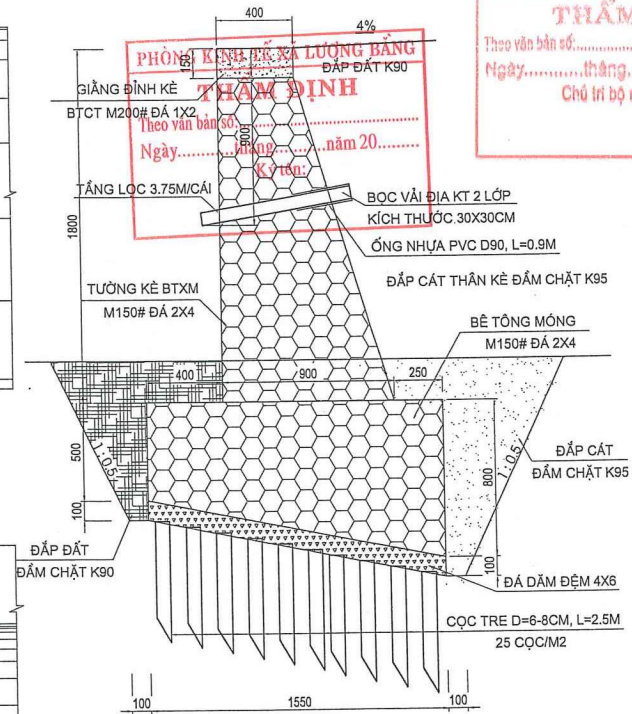 400
4%
THẨM
Theo văn bản số:
Ngày............tháng.
Chủ trì bộ
PHÒNG KINH TẾ XÃ LƯỢNG BẰNG
150
ĐẮP ĐẤT K90
THẨM ĐỊNH
GIẰNG ĐỈNH KÈ
BTCT M200# ĐÁ 1X2
Theo văn bản số:
900
Ngày............tháng............năm 20.........
Ký tên:
TẦNG LỌC 3.75M/CÁI
BỌC VẢI ĐỊA KT 2 LỚP
KÍCH THƯỚC 30X30CM
1800
ỐNG NHỰA PVC D90, L=0.9M
ĐẮP CÁT THÂN KÈ ĐẦM CHẶT K95
TƯỜNG KÈ BTXM
M150# ĐÁ 2X4
BÊ TÔNG MÓNG
M150# ĐÁ 2X4
400
900
250
500
1:0.5
800
1:0.5
ĐẮP CÁT
ĐẦM CHẶT K95
100
100
ĐẮP ĐẤT
ĐẦM CHẶT K90
ĐÁ DĂM ĐỆM 4X6
CỌC TRE D=6-8CM, L=2.5M
25 CỌC/M2
100
1550
100